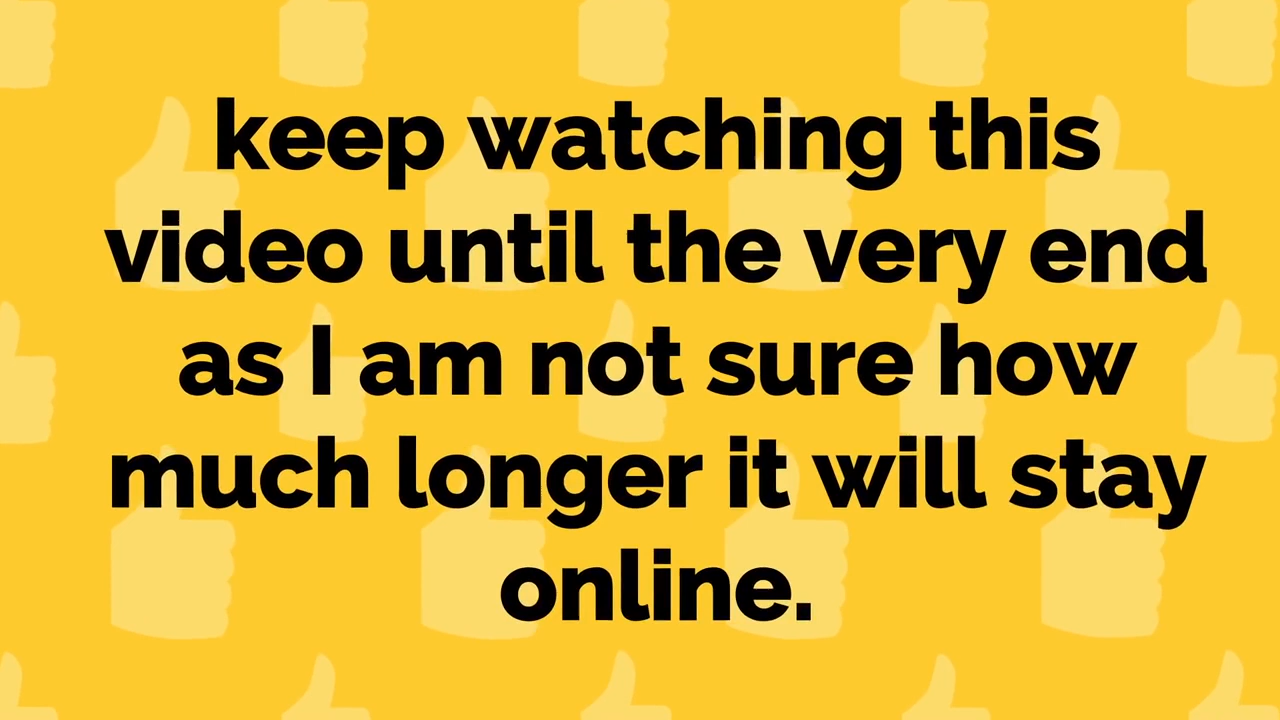 keep watching this
video until the very end
as I am not sure how
much longer it will stay
online.